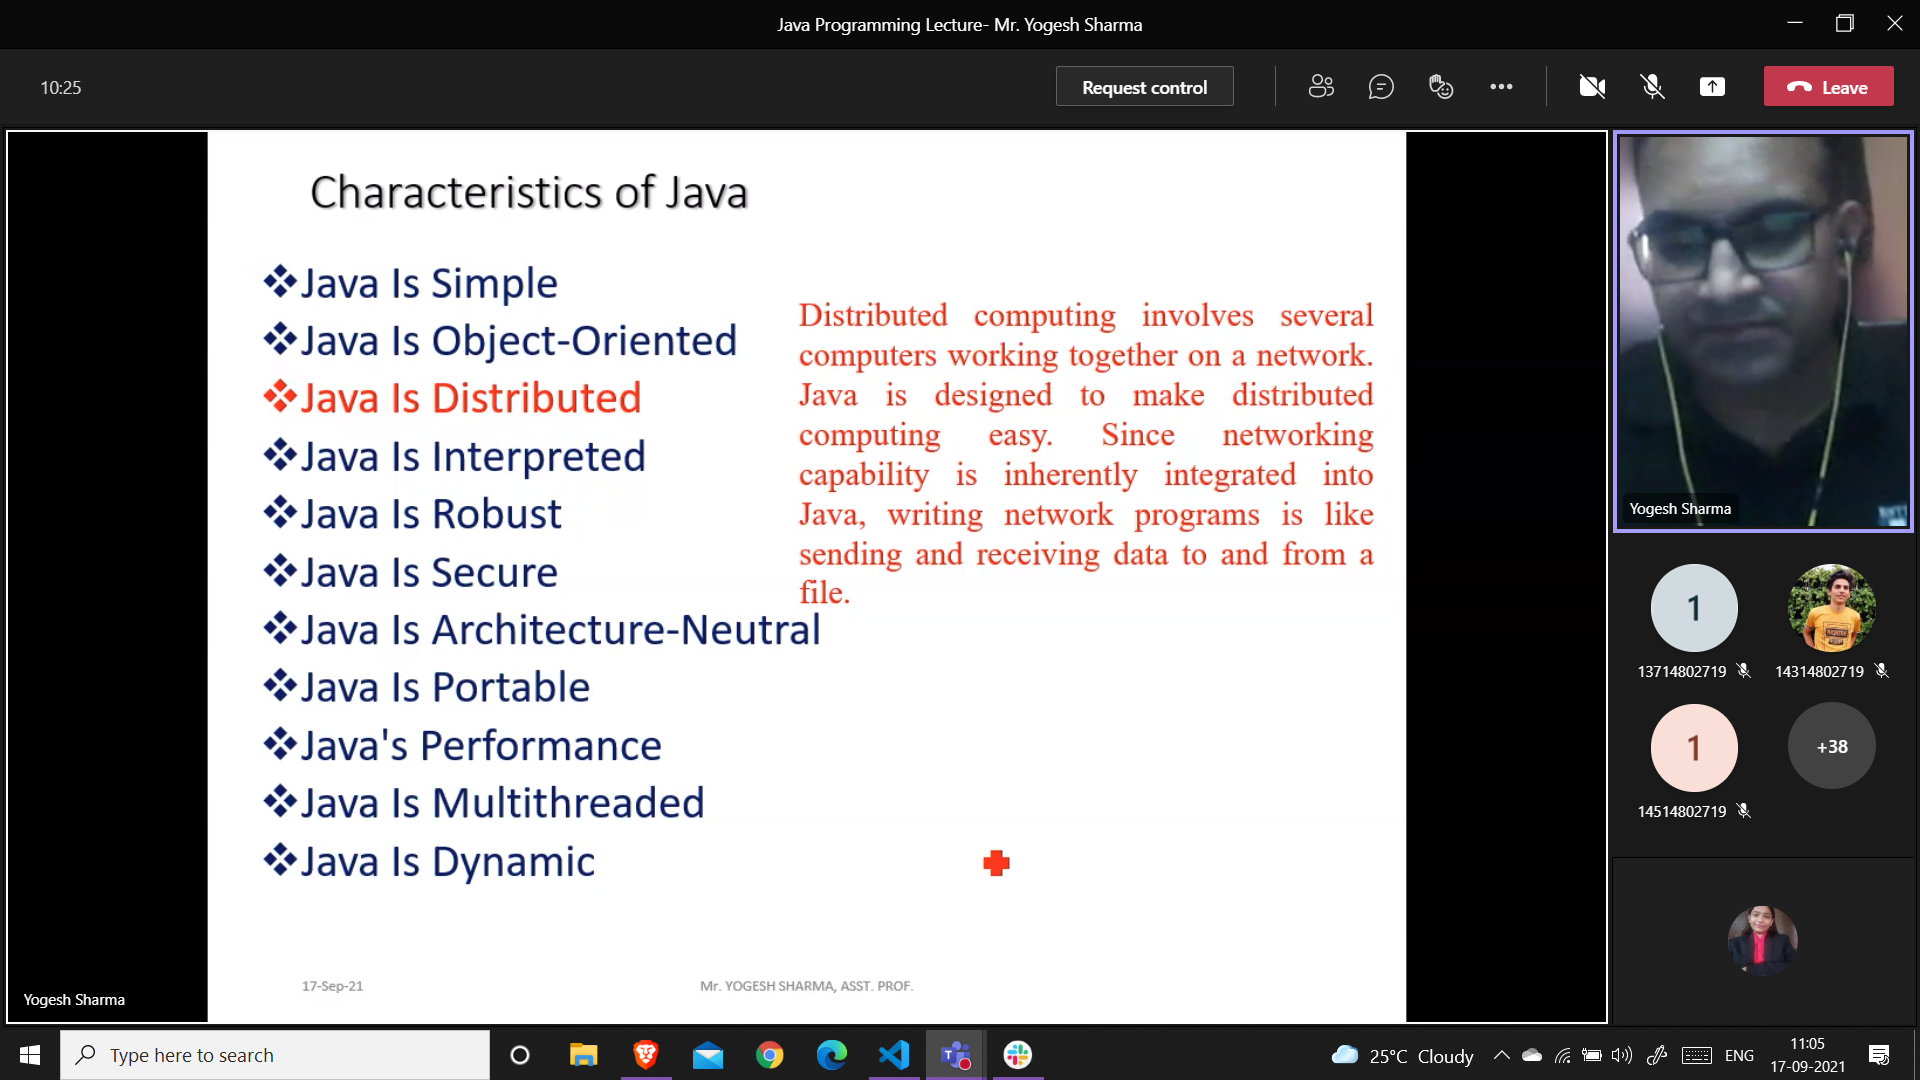 Java Programming Lecture- Mr. Yogesh Sharma
10:25
Request control
Leave
Characteristics of Java
❖Java Is Simple
❖Java Is Object-Oriented
❖Java Is Distributed
❖Java Is Interpreted
❖Java Is Robust
❖Java Is Secure
❖Java Is Architecture-Neutral
❖Java Is Portable
❖Java's Performance
❖Java Is Multithreaded
❖Java Is Dynamic
Distributed computing involves several
computers working together on a network.
Java is designed to make distributed
computing easy. Since networking
capability is inherently integrated into
Java, writing network programs is like
sending and receiving data to and from a
file.
17-Sep-21
Mr. YOGESH SHARMA, ASST. PROF.
Yogesh Sharma
Yogesh Sharma
1
13714802719
14314802719
1
14514802719
+38
Type here to search
25°C Cloudy
ENG
11:05
17-09-2021